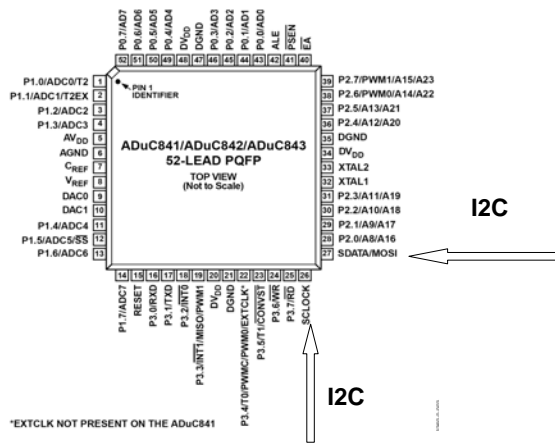 P0.7/AD7
P0.6/AD6
P0.5/AD5
P0.4/AD4
DVDD
DGND
P0.3/AD3
P0.2/AD2
P0.1/AD1
P0.0/AD0
ALE
PSEN
EA
52 51 50 49 48 47 46 45 44 43 42 41 40
P1.0/ADC0/T2 1
P1.1/ADC1/T2EX 2
P1.2/ADC2 3
P1.3/ADC3 4
AVDD 5
AGND 6
CREF 7
VREF 8
DAC0 9
DAC1 10
P1.4/ADC4 11
P1.5/ADC5/SS 12
P1.6/ADC6 13
PIN 1
IDENTIFIER
ADuC841/ADuC842/ADuC843
52-LEAD PQFP
TOP VIEW
(Not to Scale)
39 P2.7/PWM1/A15/A23
38 P2.6/PWM0/A14/A22
37 P2.5/A13/A21
36 P2.4/A12/A20
35 DGND
34 DVDD
33 XTAL2
32 XTAL1
31 P2.3/A11/A19
30 P2.2/A10/A18
29 P2.1/A9/A17
28 P2.0/A8/A16
27 SDATA/MOSI
I2C
14 15 16 17 18 19 20 21 22 23 24 25 26
P1.7/ADC7
RESET
P3.0/RXD
P3.1/TXD
P3.2/INT0
P3.3/INT1/MISO/PWM1
DVDD
DGND
P3.4/T0/PWMC/PWM0/EXTCLK*
P3.5/T1/CONVST
P3.6/WR
P3.7/RD
SCLOCK
I2C
*EXTCLK NOT PRESENT ON THE ADuC841